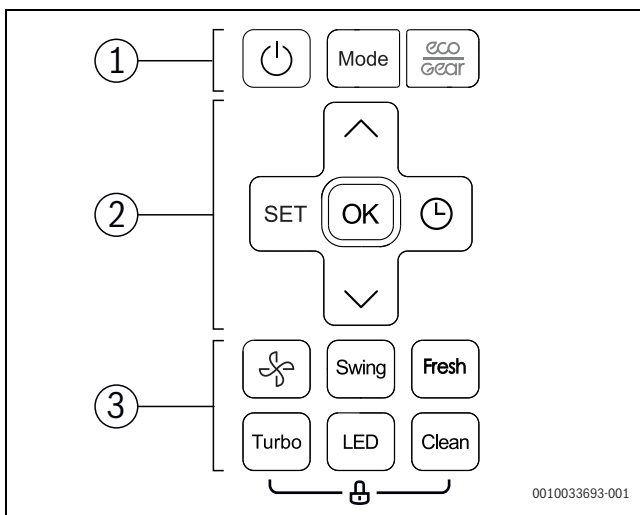 1
Mode
eco
Gear
2
SET OK
3
Swing Fresh
Turbo LED Clean
0010033693-001